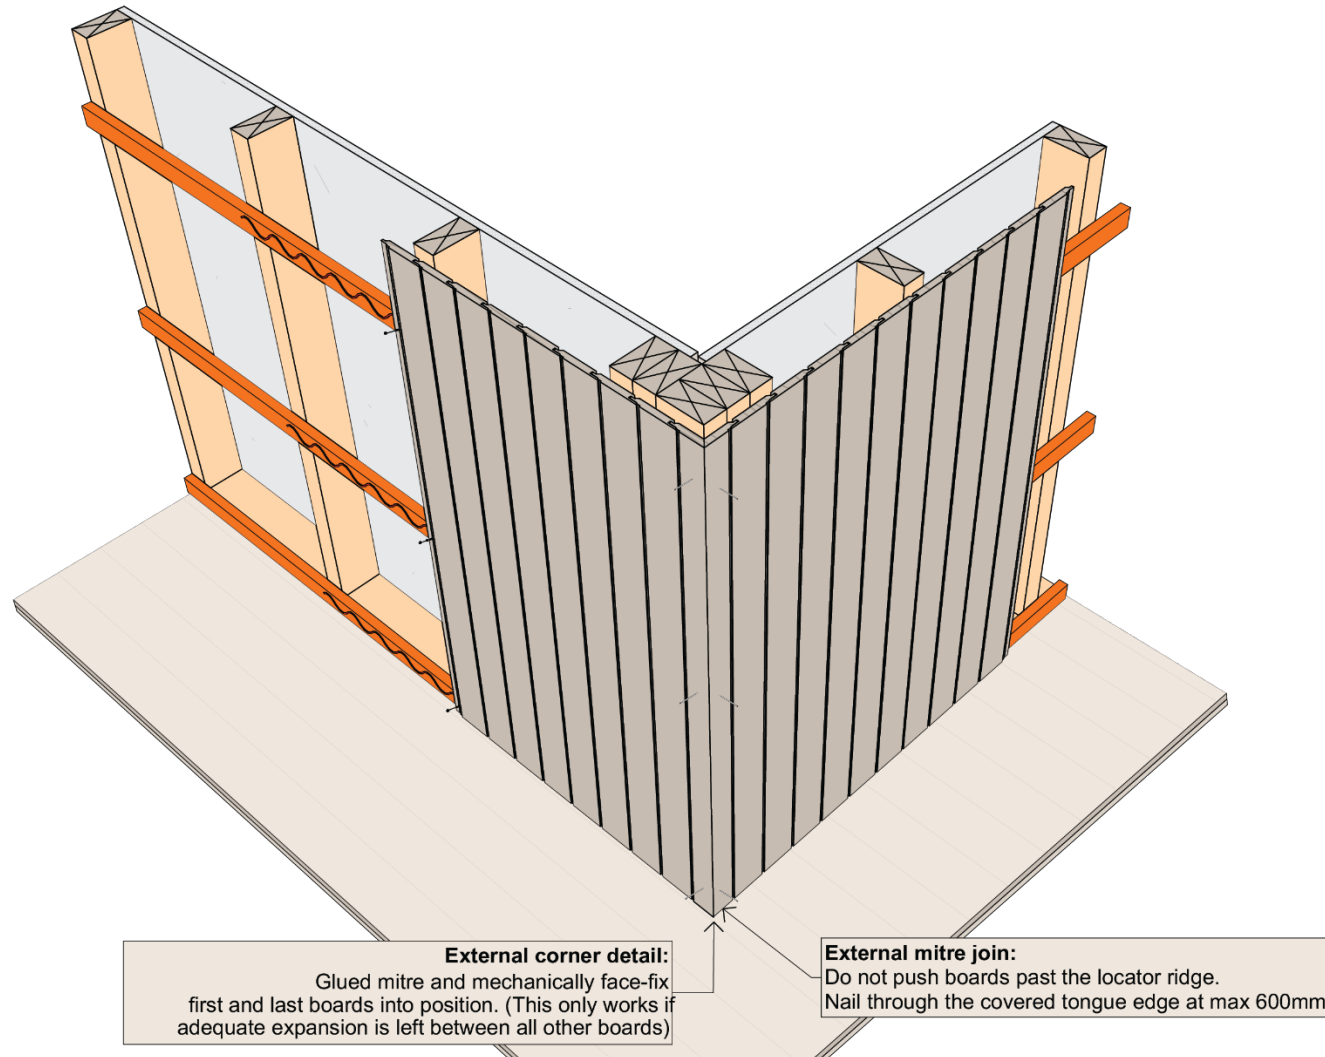 External corner detail:
Glued mitre and mechanically face-fix
first and last boards into position. (This only works if
adequate expansion is left between all other boards)
External mitre join:
Do not push boards past the locator ridge.
Nail through the covered tongue edge at max 600mm